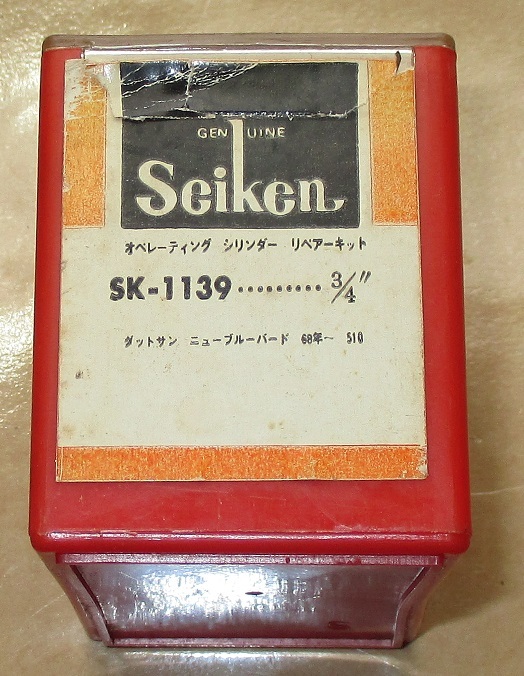 GENUINE
Seiken
オペレーティング シリンダー リペアーキット
SK-1139・・・・・・・・・3/4"
ダットサン ニューブルーバード 68年〜 510